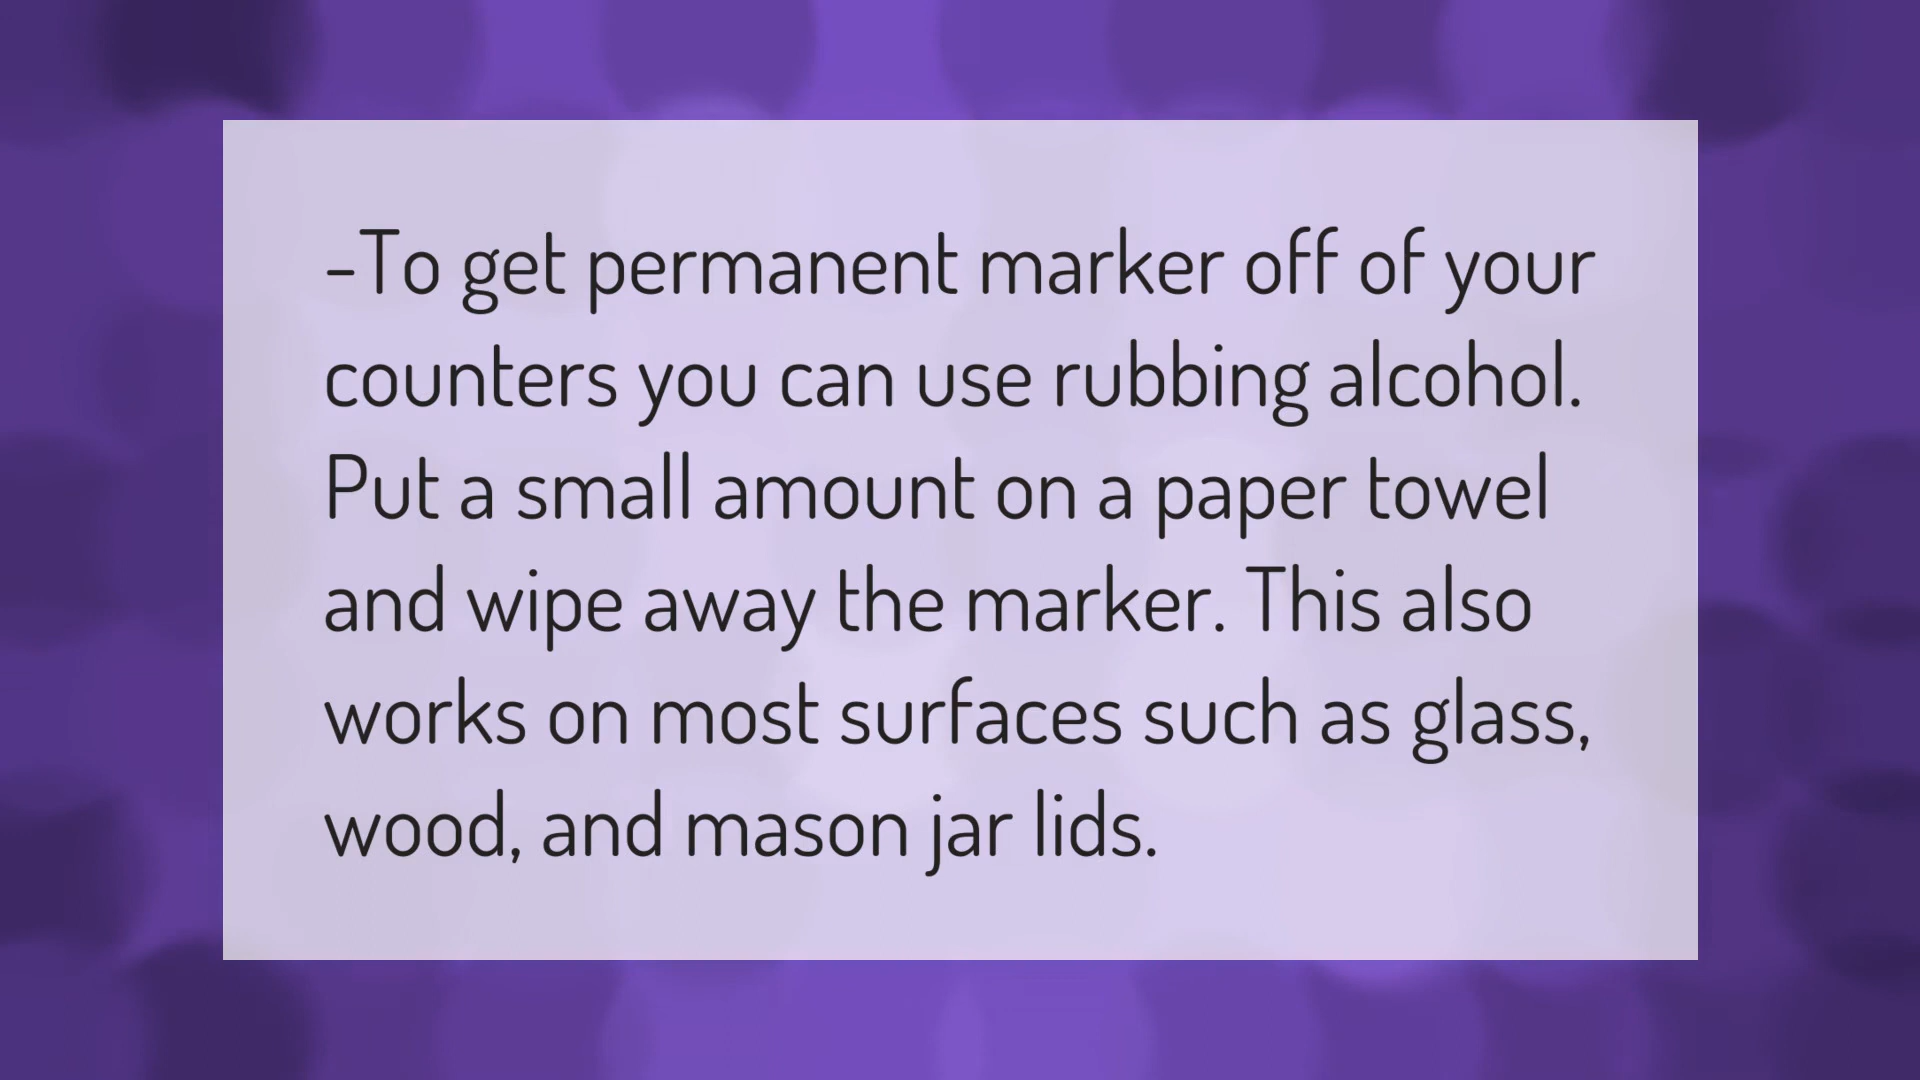 -To get permanent marker off of your
counters you can use rubbing alcohol.
Put a small amount on a paper towel
and wipe away the marker. This also
works on most surfaces such as glass,
wood, and mason jar lids.